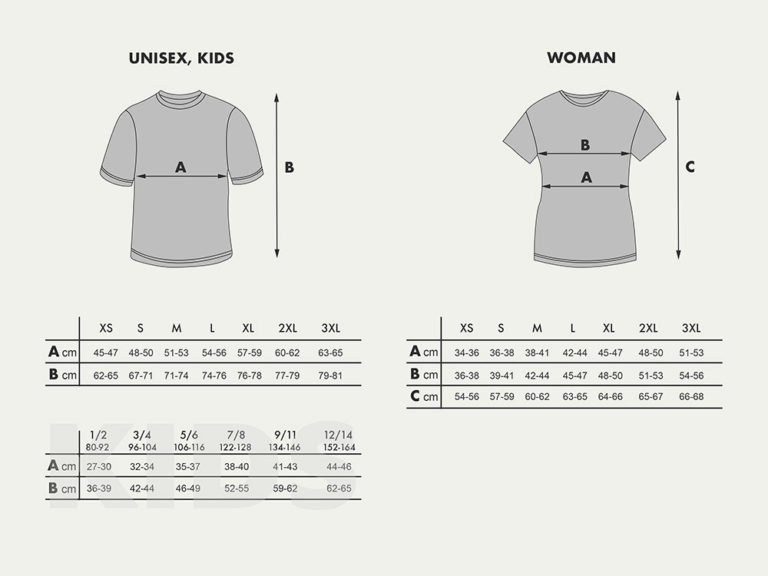 UNISEX, KIDS
A
B
XS S M L XL 2XL 3XL
A cm 45-47 48-50 51-53 54-56 57-59 60-62 63-65
B cm 62-65 67-71 71-74 74-76 76-78 77-79 79-81
KIDS
1/2 3/4 5/6 7/8 9/11 12/14
80-92 96-104 106-116 122-128 134-146 152-164
A cm 27-30 32-34 35-37 38-40 41-43 44-46
B cm 36-39 42-44 46-49 52-55 59-62 62-65
WOMAN
B
A
C
XS S M L XL 2XL 3XL
A cm 34-36 36-38 38-41 42-44 45-47 48-50 51-53
B cm 36-38 39-41 42-44 45-47 48-50 51-53 54-56
C cm 54-56 57-59 60-62 63-65 64-66 65-67 66-68